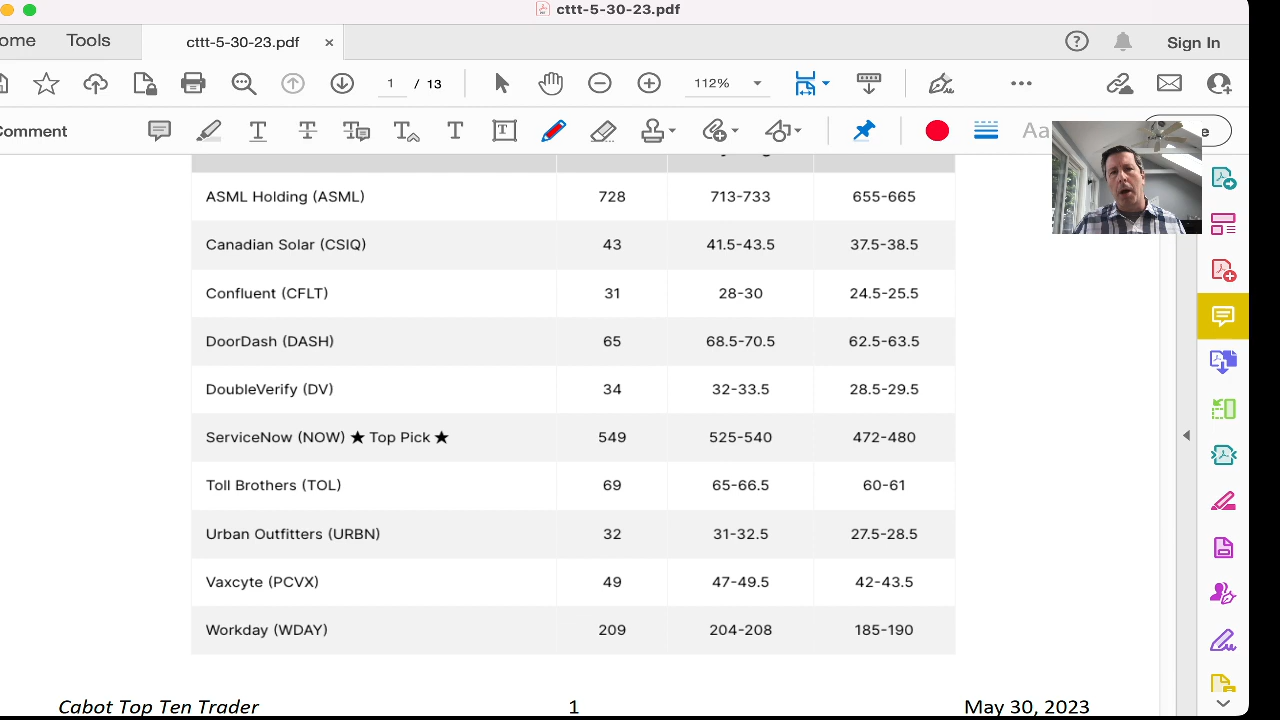 cttt-5-30-23.pdf
ome Tools cttt-5-30-23.pdf × Sign In
1 / 13 112%
Comment Aa e
ASML Holding (ASML) 728 713-733 655-665
Canadian Solar (CSIQ) 43 41.5-43.5 37.5-38.5
Confluent (CFLT) 31 28-30 24.5-25.5
DoorDash (DASH) 65 68.5-70.5 62.5-63.5
DoubleVerify (DV) 34 32-33.5 28.5-29.5
ServiceNow (NOW) ★ Top Pick ★ 549 525-540 472-480
Toll Brothers (TOL) 69 65-66.5 60-61
Urban Outfitters (URBN) 32 31-32.5 27.5-28.5
Vaxcyte (PCVX) 49 47-49.5 42-43.5
Workday (WDAY) 209 204-208 185-190
Cabot Top Ten Trader 1 May 30, 2023